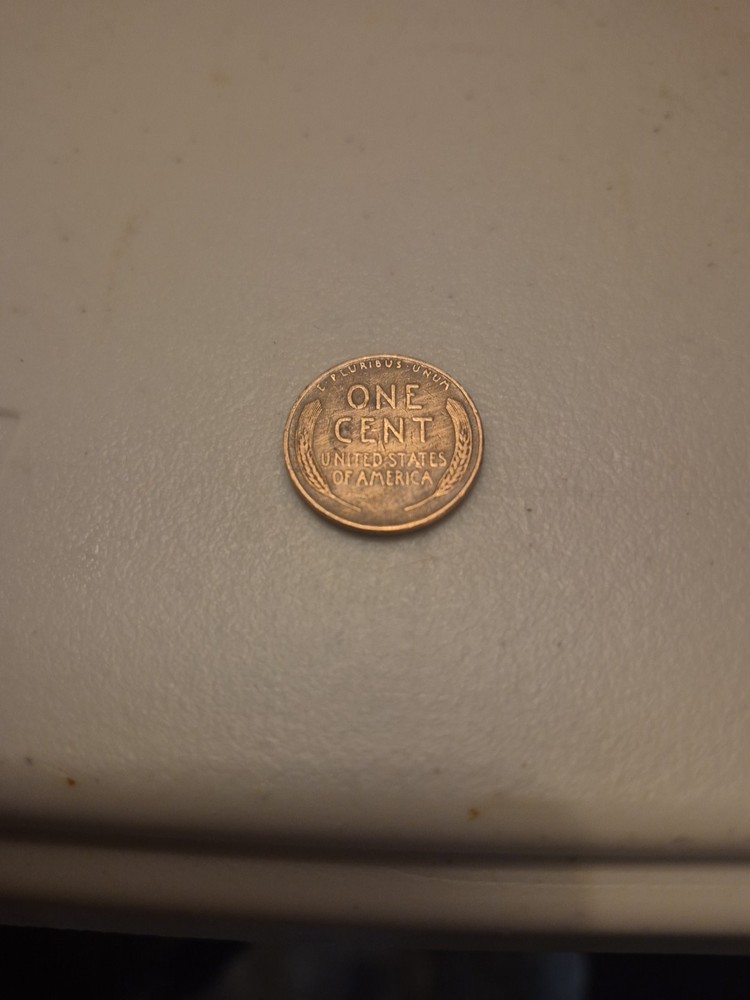 E·PLURIBUS·UNUM
ONE
CENT
UNITED·STATES
OF AMERICA